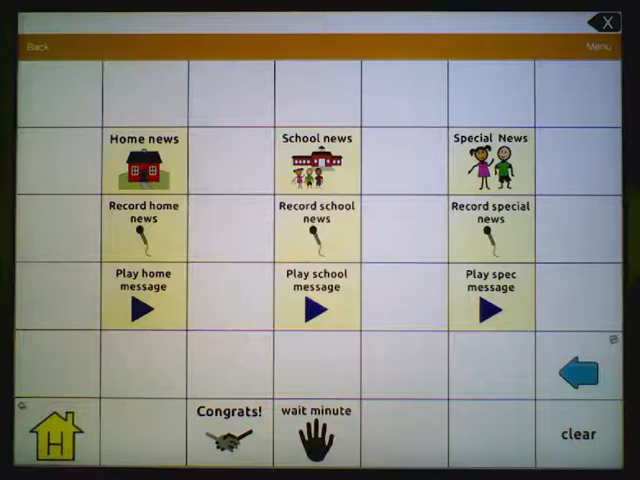 X
Back
Menu
Home news
School news
Special News
Record home
news
Record school
news
Record special
news
Play home
message
Play school
message
Play spec
message
Congrats!
wait minute
H
clear